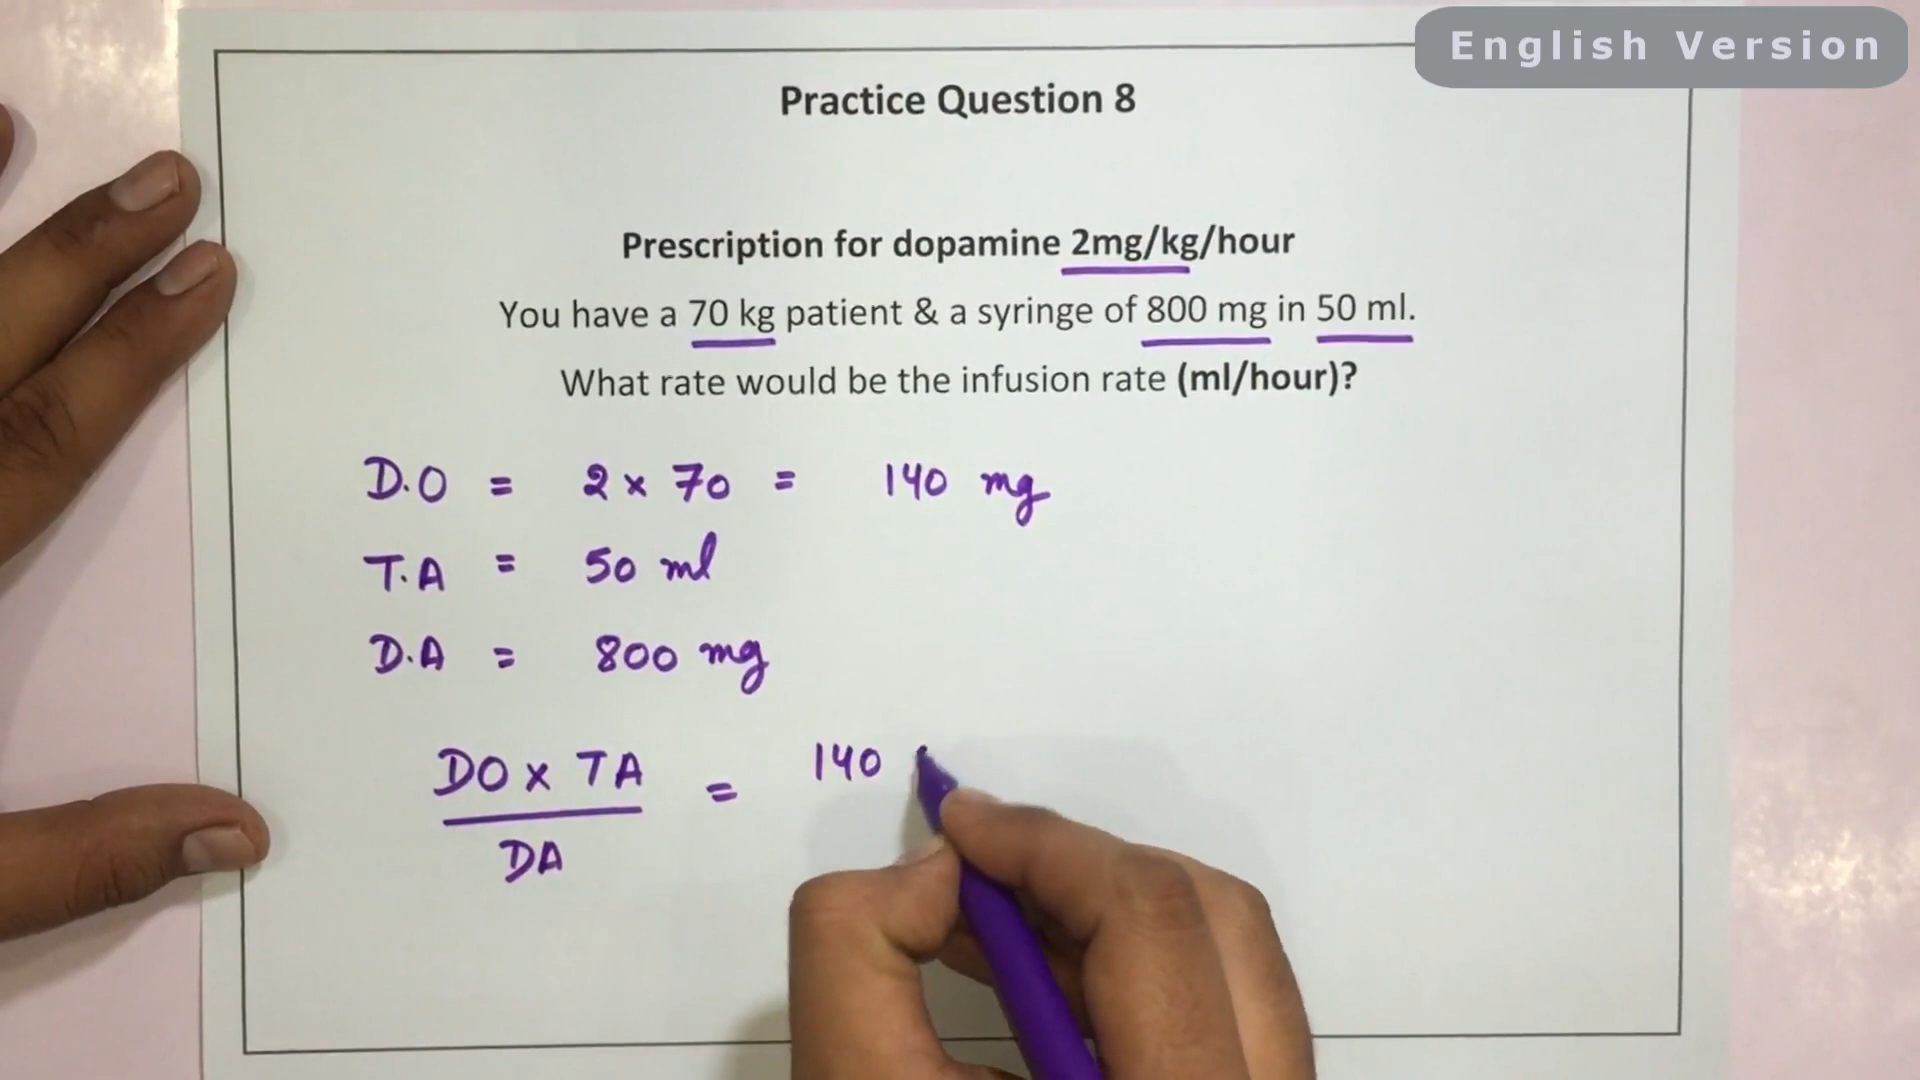 English Version
Practice Question 8
Prescription for dopamine 2mg/kg/hour
You have a 70 kg patient & a syringe of 800 mg in 50 ml.
What rate would be the infusion rate (ml/hour)?
D.O = 2 x 70 = 140 mg
T.A = 50 ml
D.A = 800 mg
DO x TA = 140
DA